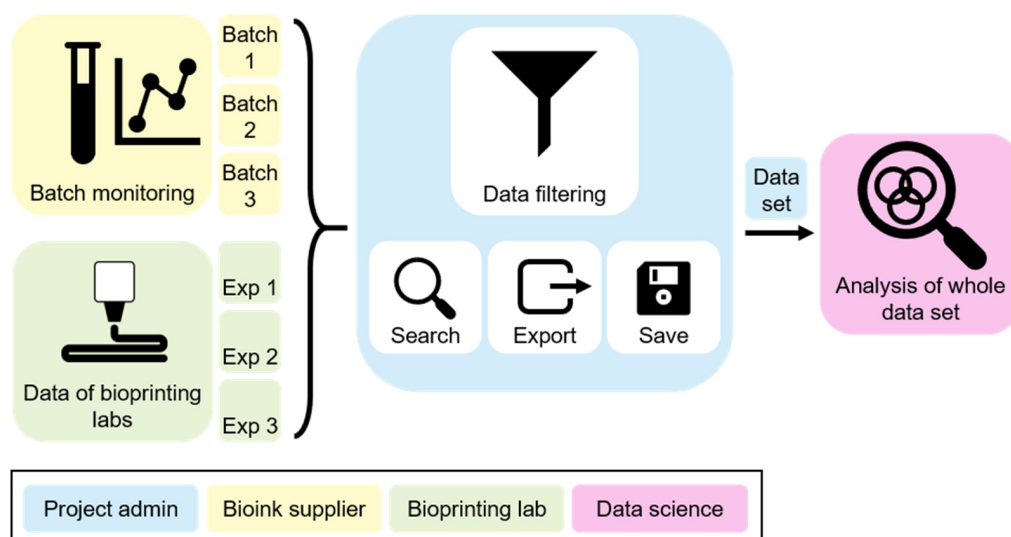 Batch
1
Batch
2
Batch
3
Batch monitoring
Exp 1
Exp 2
Exp 3
Data of bioprinting
labs
Data filtering
Search
Export
Save
Data
set
Analysis of whole
data set
Project admin
Bioink supplier
Bioprinting lab
Data science